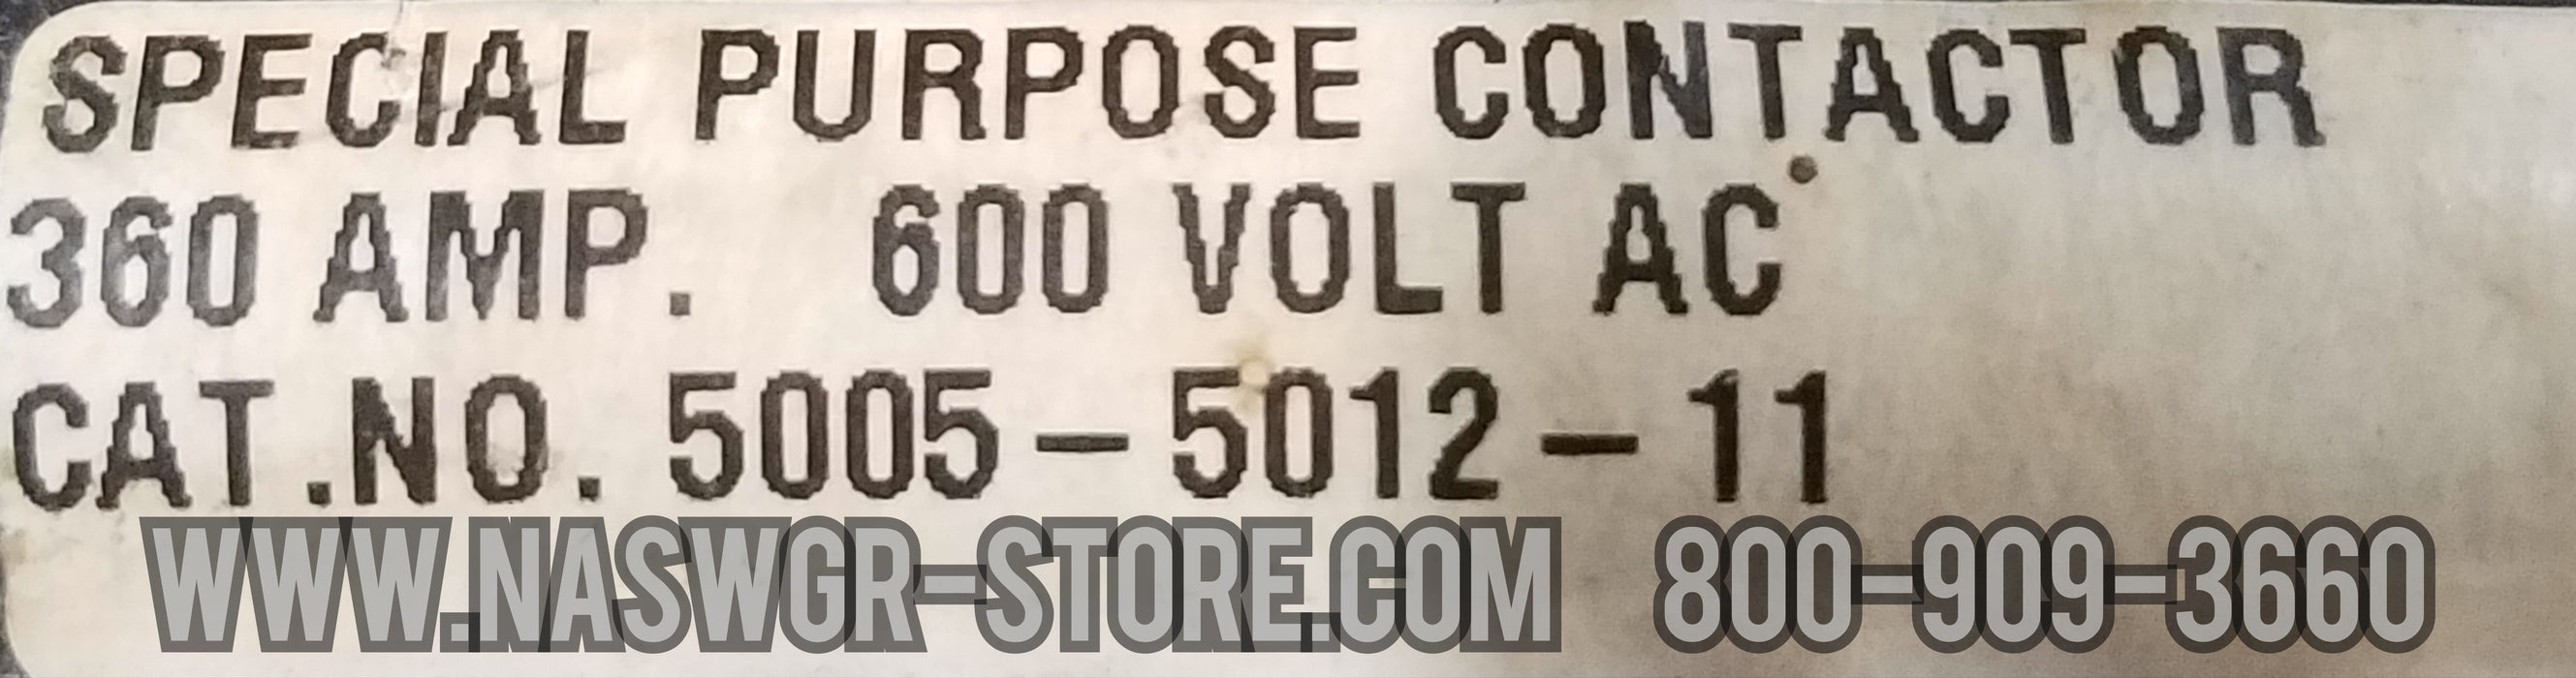 SPECIAL PURPOSE CONTACTOR
360 AMP. 600 VOLT AC
CAT.NO. 5005-5012-11
WWW.NASWGR-STORE.COM 800-909-3660